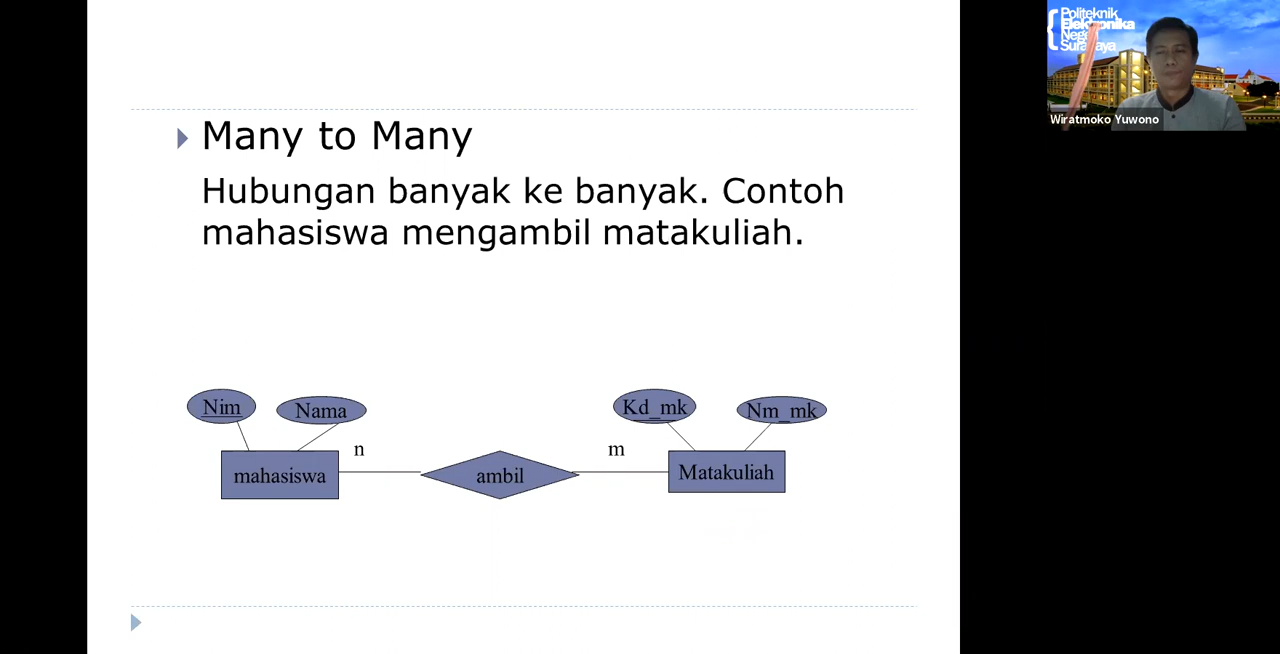 Many to Many
Hubungan banyak ke banyak. Contoh
mahasiswa mengambil matakuliah.
Nim
Nama
Kd_mk
Nm_mk
n
m
mahasiswa
ambil
Matakuliah
Politeknik
Elektronika
Nege
Surabaya
Wiratmoko Yuwono